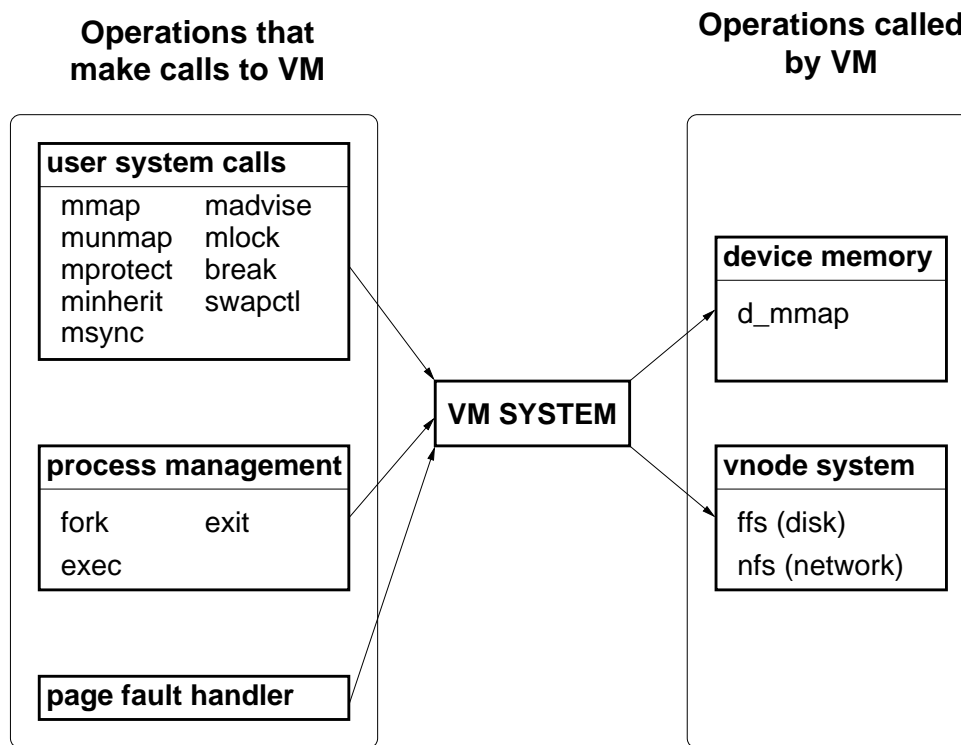 Operations that
make calls to VM
user system calls
mmap madvise
munmap mlock
mprotect break
minherit swapctl
msync
process management
fork exit
exec
page fault handler
VM SYSTEM
Operations called
by VM
device memory
d_mmap
vnode system
ffs (disk)
nfs (network)